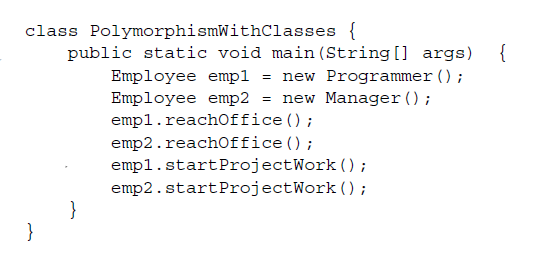 class PolymorphismWithClasses {
    public static void main(String[] args)  {
        Employee emp1 = new Programmer();
        Employee emp2 = new Manager();
        emp1.reachOffice();
        emp2.reachOffice();
        emp1.startProjectWork();
        emp2.startProjectWork();
    }
}